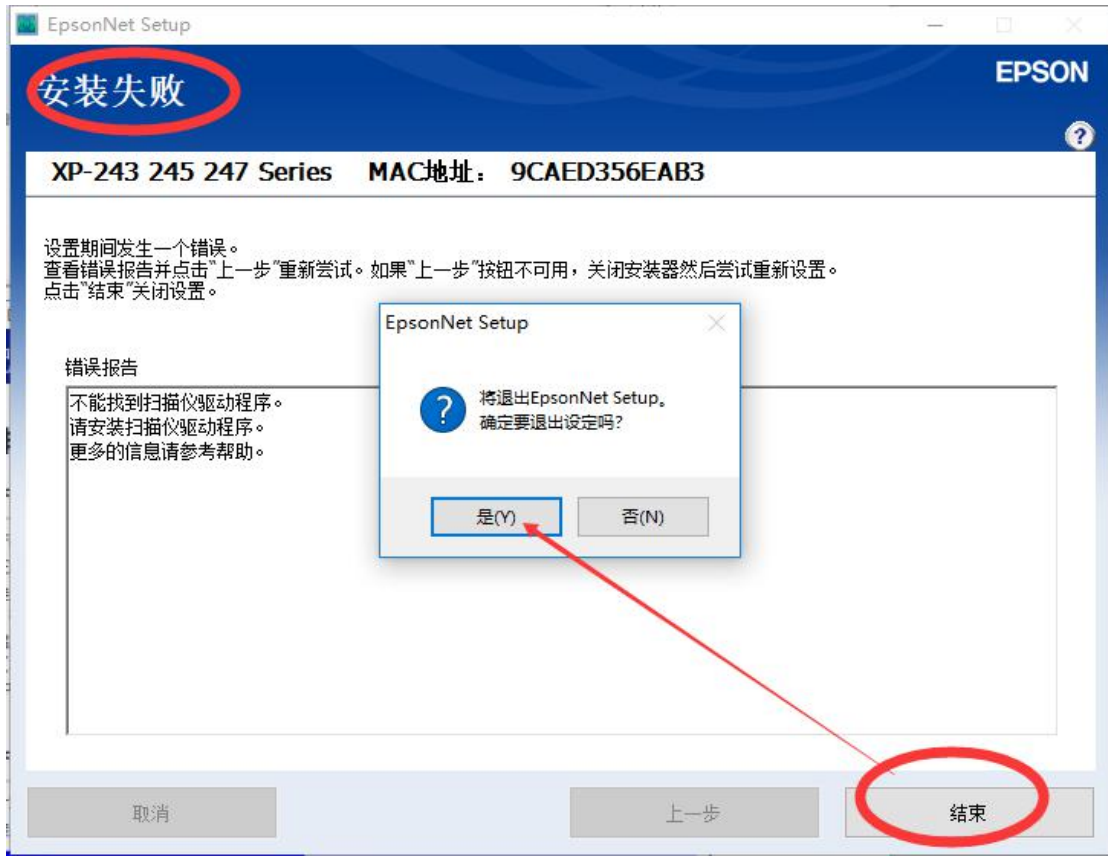 EpsonNet Setup
安装失败
EPSON
?
XP-243 245 247 Series MAC地址： 9CAED356EAB3
设置期间发生一个错误。
查看错误报告并点击"上一步"重新尝试。如果"上一步"按钮不可用，关闭安装器然后尝试重新设置。
点击"结束"关闭设置。
EpsonNet Setup
将退出EpsonNet Setup。
确定要退出设定吗?
是(Y)
否(N)
错误报告
不能找到扫描仪驱动程序。
请安装扫描仪驱动程序。
更多的信息请参考帮助。
取消
上一步
结束